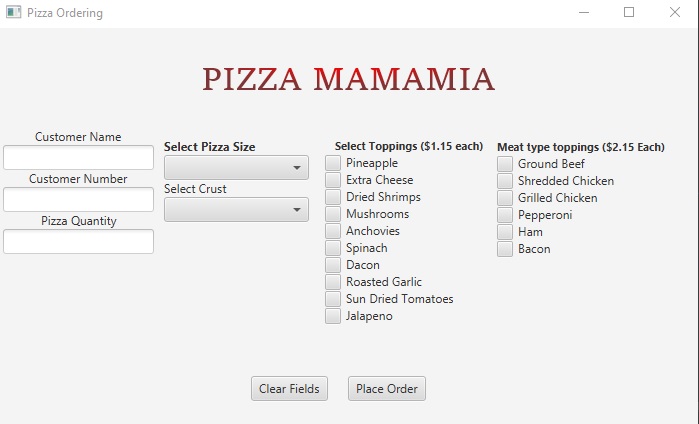 Pizza Ordering
PIZZA MAMAMIA
Customer Name
Customer Number
Pizza Quantity
Select Pizza Size
Select Crust
Select Toppings ($1.15 each)
Pineapple
Extra Cheese
Dried Shrimps
Mushrooms
Anchovies
Spinach
Dacon
Roasted Garlic
Sun Dried Tomatoes
Jalapeno
Meat type toppings ($2.15 Each)
Ground Beef
Shredded Chicken
Grilled Chicken
Pepperoni
Ham
Bacon
Clear Fields
Place Order